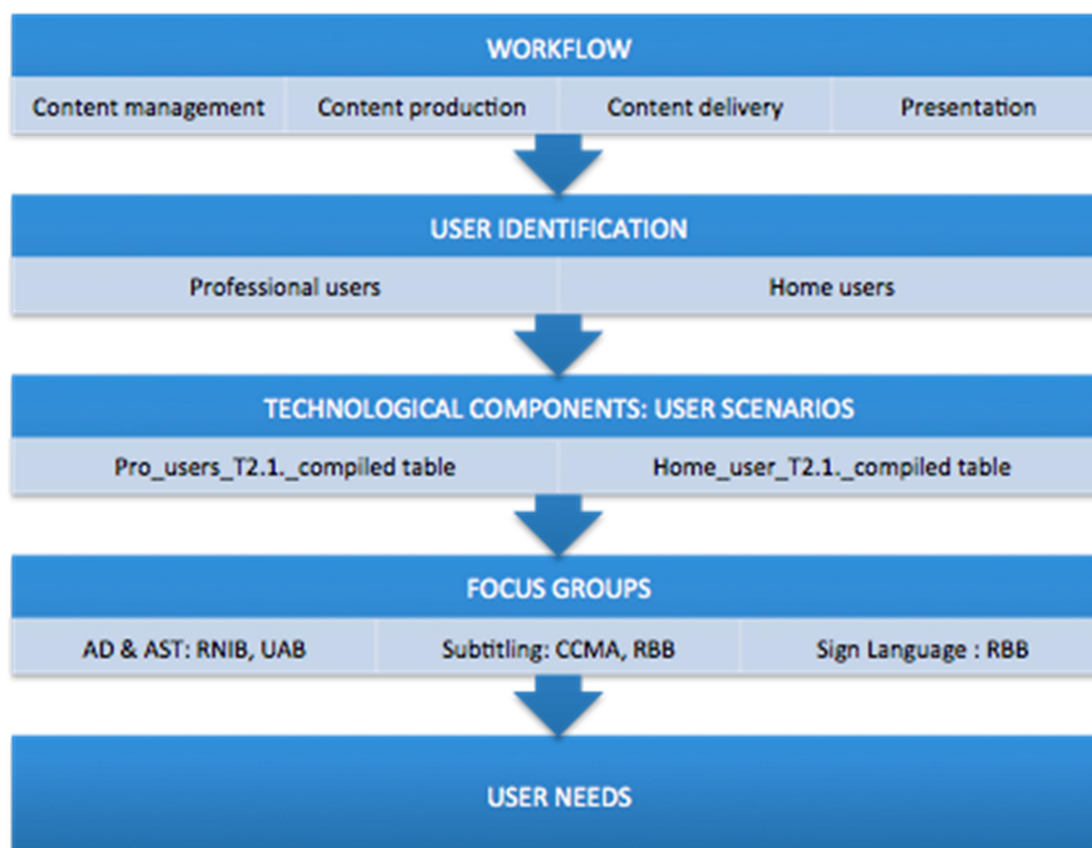 WORKFLOW
Content management Content production Content delivery Presentation
USER IDENTIFICATION
Professional users Home users
TECHNOLOGICAL COMPONENTS: USER SCENARIOS
Pro_users_T2.1._compiled table Home_user_T2.1._compiled table
FOCUS GROUPS
AD & AST: RNIB, UAB Subtitling: CCMA, RBB Sign Language : RBB
USER NEEDS